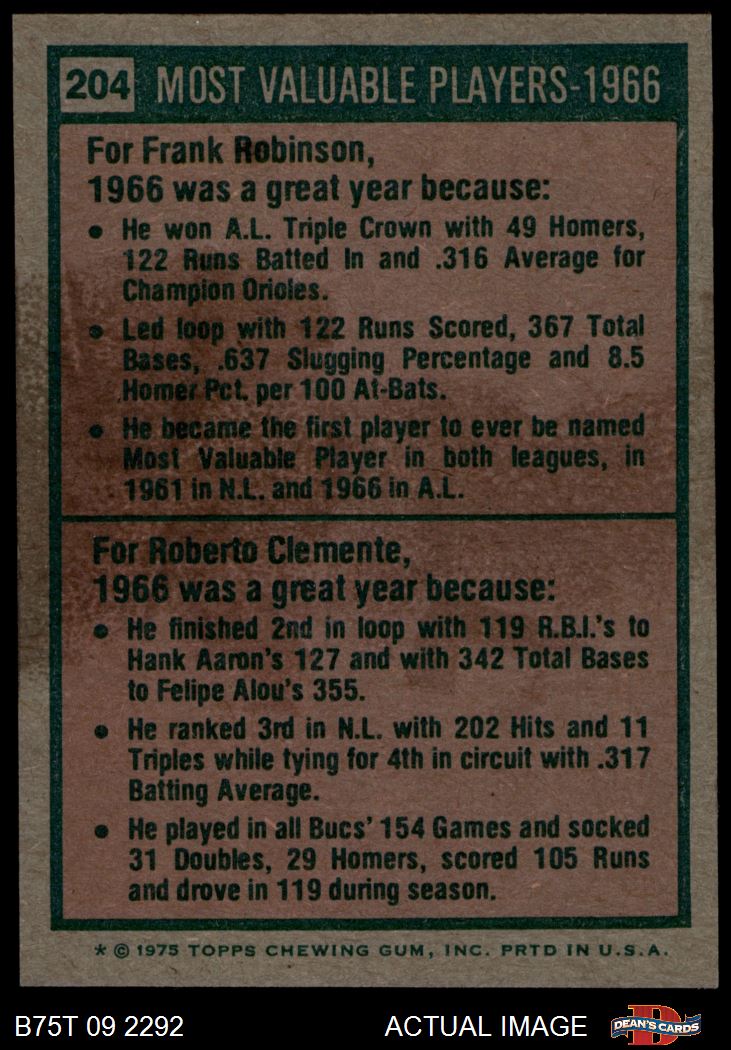 204 MOST VALUABLE PLAYERS-1966
For Frank Robinson,
1966 was a great year because:
• He won A.L. Triple Crown with 49 Homers,
122 Runs Batted In and .316 Average for
Champion Orioles.
• Led loop with 122 Runs Scored, 367 Total
Bases, .637 Slugging Percentage and 8.5
Homer Pct. per 100 At-Bats.
• He became the first player to ever be named
Most Valuable Player in both leagues, in
1961 in N.L. and 1966 in A.L.
For Roberto Clemente,
1966 was a great year because:
• He finished 2nd in loop with 119 R.B.I.'s to
Hank Aaron's 127 and with 342 Total Bases
to Felipe Alou's 355.
• He ranked 3rd in N.L. with 202 Hits and 11
Triples while tying for 4th in circuit with .317
Batting Average.
• He played in all Bucs' 154 Games and socked
31 Doubles, 29 Homers, scored 105 Runs
and drove in 119 during season.
* © 1975 TOPPS CHEWING GUM, INC. PRTD IN U.S.A.
B75T 09 2292 ACTUAL IMAGE D DEAN'S CARDS